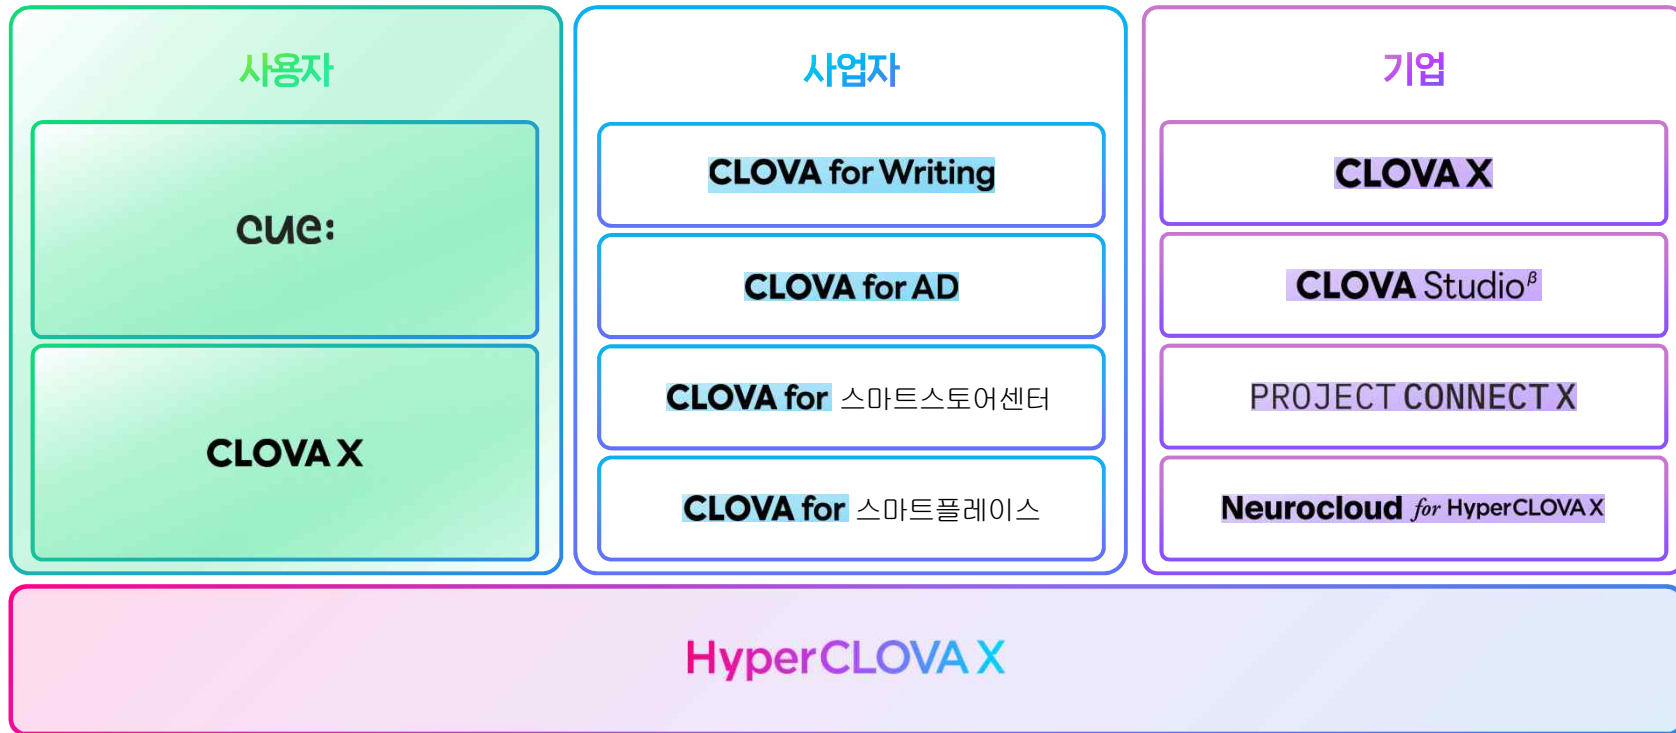 사용자
cue:
CLOVA X
사업자
CLOVA for Writing
CLOVA for AD
CLOVA for 스마트스토어센터
CLOVA for 스마트플레이스
기업
CLOVA X
CLOVA Studio β
PROJECT CONNECT X
Neurocloud for HyperCLOVA X
HyperCLOVA X